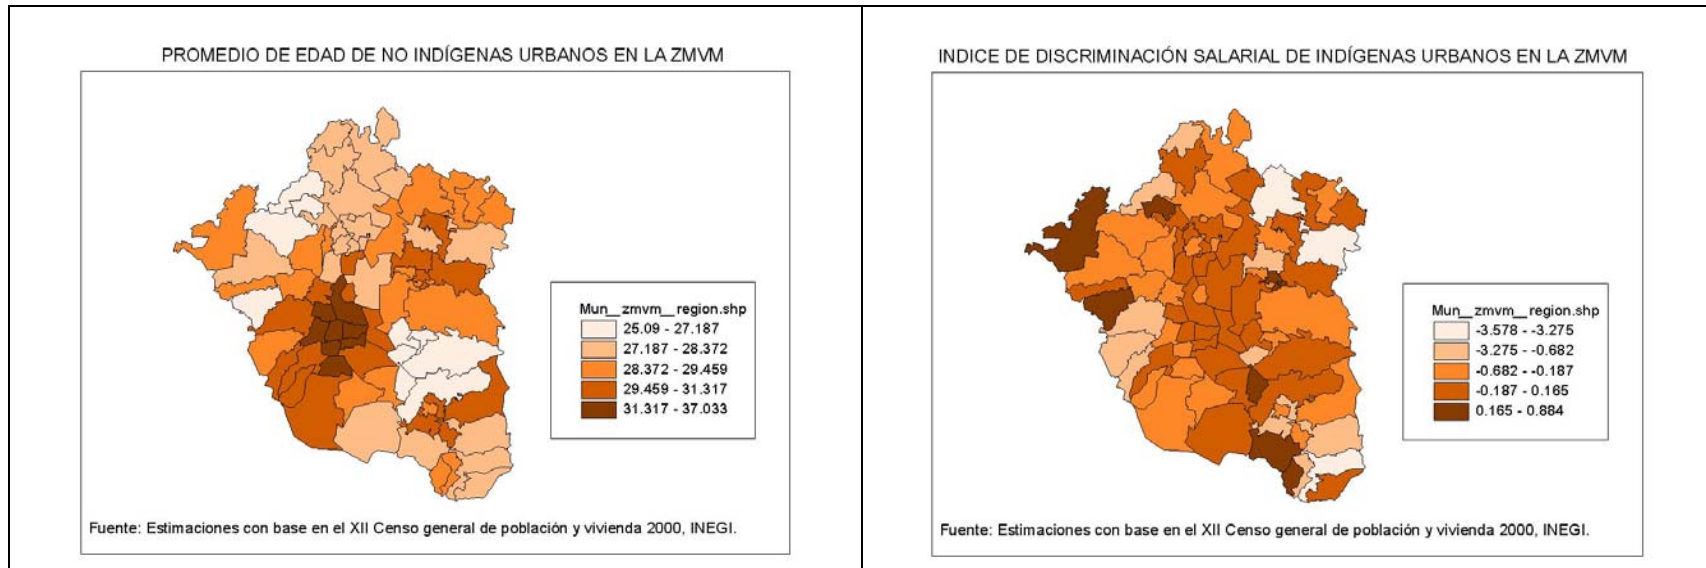 PROMEDIO DE EDAD DE NO INDÍGENAS URBANOS EN LA ZMVM
Mun__zmvm__region.shp
25.09 - 27.187
27.187 - 28.372
28.372 - 29.459
29.459 - 31.317
31.317 - 37.033
Fuente: Estimaciones con base en el XII Censo general de población y vivienda 2000, INEGI.
INDICE DE DISCRIMINACIÓN SALARIAL DE INDÍGENAS URBANOS EN LA ZMVM
Mun__zmvm__region.shp
-3.578 - -3.275
-3.275 - -0.682
-0.682 - -0.187
-0.187 - 0.165
0.165 - 0.884
Fuente: Estimaciones con base en el XII Censo general de población y vivienda 2000, INEGI.